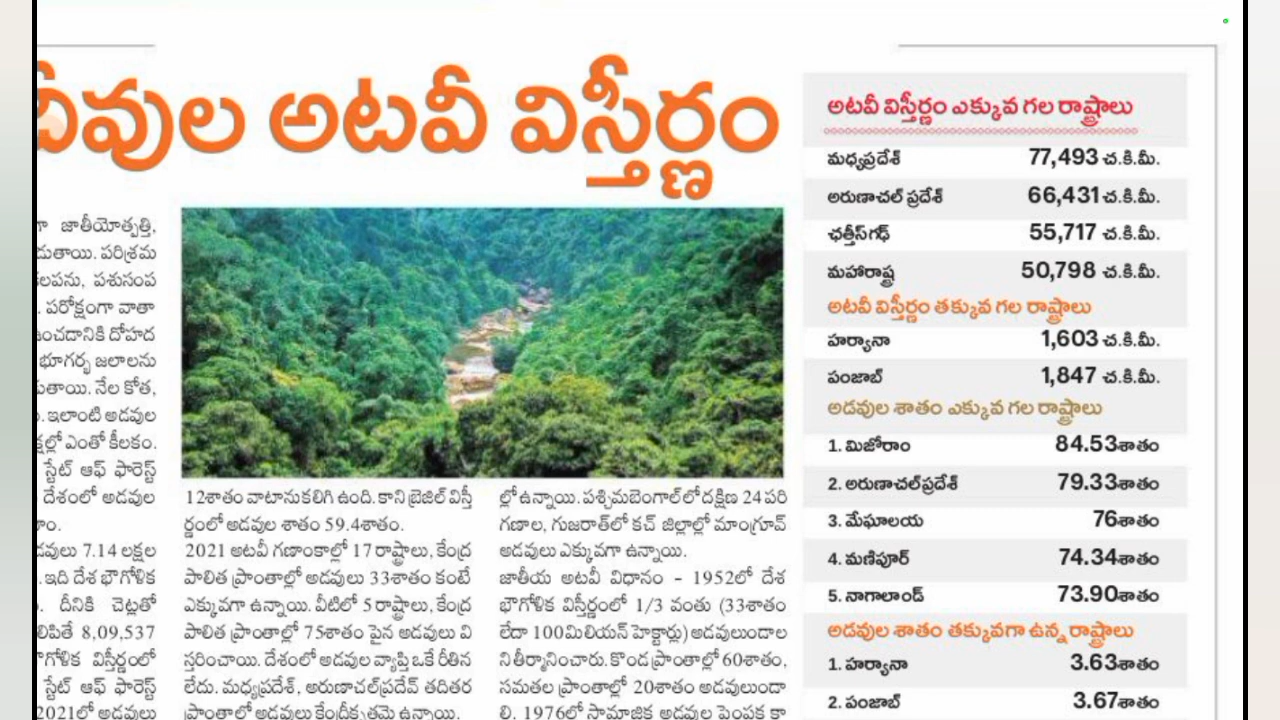 అటవీ విస్తీర్ణం
జాతీయోత్పత్తి,
పరిశ్రమ
పశుసంప
పరోక్షంగా వాతా
దోహద
భూగర్భ జలాలను
నేల కోత,
. ఇలాంటి అడవుల
ఎంతో కీలకం.
స్టేట్ ఆఫ్ ఫారెస్ట్
దేశంలో అడవుల
7.14 లక్షల
. ఇది దేశ భౌగోళిక
దీనికి చెట్లతో
8,09,537
విస్తీర్ణంలో
స్టేట్ ఆఫ్ ఫారెస్ట్
2021లో అడవులు
12శాతం వాటాను కలిగి ఉంది. కాని బ్రెజిల్ విస్తీ
ర్ణంలో అడవుల శాతం 59.4శాతం.
2021 అటవీ గణాంకాల్లో 17 రాష్ట్రాలు, కేంద్ర
పాలిత ప్రాంతాల్లో అడవులు 33శాతం కంటే
ఎక్కువగా ఉన్నాయి. వీటిలో 5 రాష్ట్రాలు, కేంద్ర
పాలిత ప్రాంతాల్లో 75శాతం పైన అడవులు వి
స్తరించాయి. దేశంలో అడవుల వ్యాప్తి ఒకే రీతిన
లేదు. మధ్యప్రదేశ్, అరుణాచల్‌ప్రదేవ్ తదితర
ప్రాంతాల్లో అడవులు కేంద్రీకృతమై ఉన్నాయి.
ల్లో ఉన్నాయి. పశ్చిమబెంగాల్‌లో దక్షిణ 24 పరి
గణాల, గుజరాత్‌లో కచ్ జిల్లాల్లో మాంగ్రూవ్
అడవులు ఎక్కువగా ఉన్నాయి.
జాతీయ అటవీ విధానం - 1952లో దేశ
భౌగోళిక విస్తీర్ణంలో 1/3 వంతు (33శాతం
లేదా 100మిలియన్ హెక్టార్లు) అడవులుండాల
ని తీర్మానించారు. కొండ ప్రాంతాల్లో 60శాతం,
సమతల ప్రాంతాల్లో 20శాతం అడవులుండా
లి. 1976లో సామాజిక అడవుల పెంపక కా
అటవీ విస్తీర్ణం ఎక్కువ గల రాష్ట్రాలు
మధ్యప్రదేశ్ 77,493 చ.కి.మీ.
అరుణాచల్ ప్రదేశ్ 66,431 చ.కి.మీ.
ఛత్తీస్‌గఢ్ 55,717 చ.కి.మీ.
మహారాష్ట్ర 50,798 చ.కి.మీ.
అటవీ విస్తీర్ణం తక్కువ గల రాష్ట్రాలు
హర్యానా 1,603 చ.కి.మీ.
పంజాబ్ 1,847 చ.కి.మీ.
అడవుల శాతం ఎక్కువ గల రాష్ట్రాలు
1. మిజోరాం 84.53శాతం
2. అరుణాచల్‌ప్రదేశ్ 79.33శాతం
3. మేఘాలయ 76శాతం
4. మణిపూర్ 74.34శాతం
5. నాగాలాండ్ 73.90శాతం
అడవుల శాతం తక్కువగా ఉన్న రాష్ట్రాలు
1. హర్యానా 3.63శాతం
2. పంజాబ్ 3.67శాతం